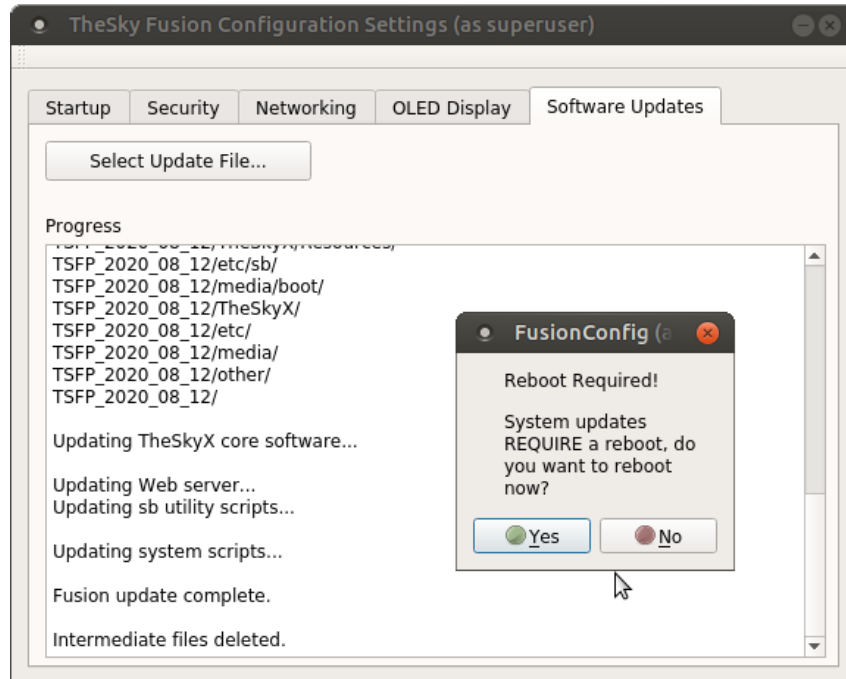 TheSky Fusion Configuration Settings (as superuser)
Startup
Security
Networking
OLED Display
Software Updates
Select Update File...
Progress
TSFP_2020_08_12/TheSkyX/Resources/
TSFP_2020_08_12/etc/sb/
TSFP_2020_08_12/media/boot/
TSFP_2020_08_12/TheSkyX/
TSFP_2020_08_12/etc/
TSFP_2020_08_12/media/
TSFP_2020_08_12/other/
TSFP_2020_08_12/
Updating TheSkyX core software...
Updating Web server...
Updating sb utility scripts...
Updating system scripts...
Fusion update complete.
Intermediate files deleted.
FusionConfig (a
Reboot Required!
System updates
REQUIRE a reboot, do
you want to reboot
now?
Yes
No